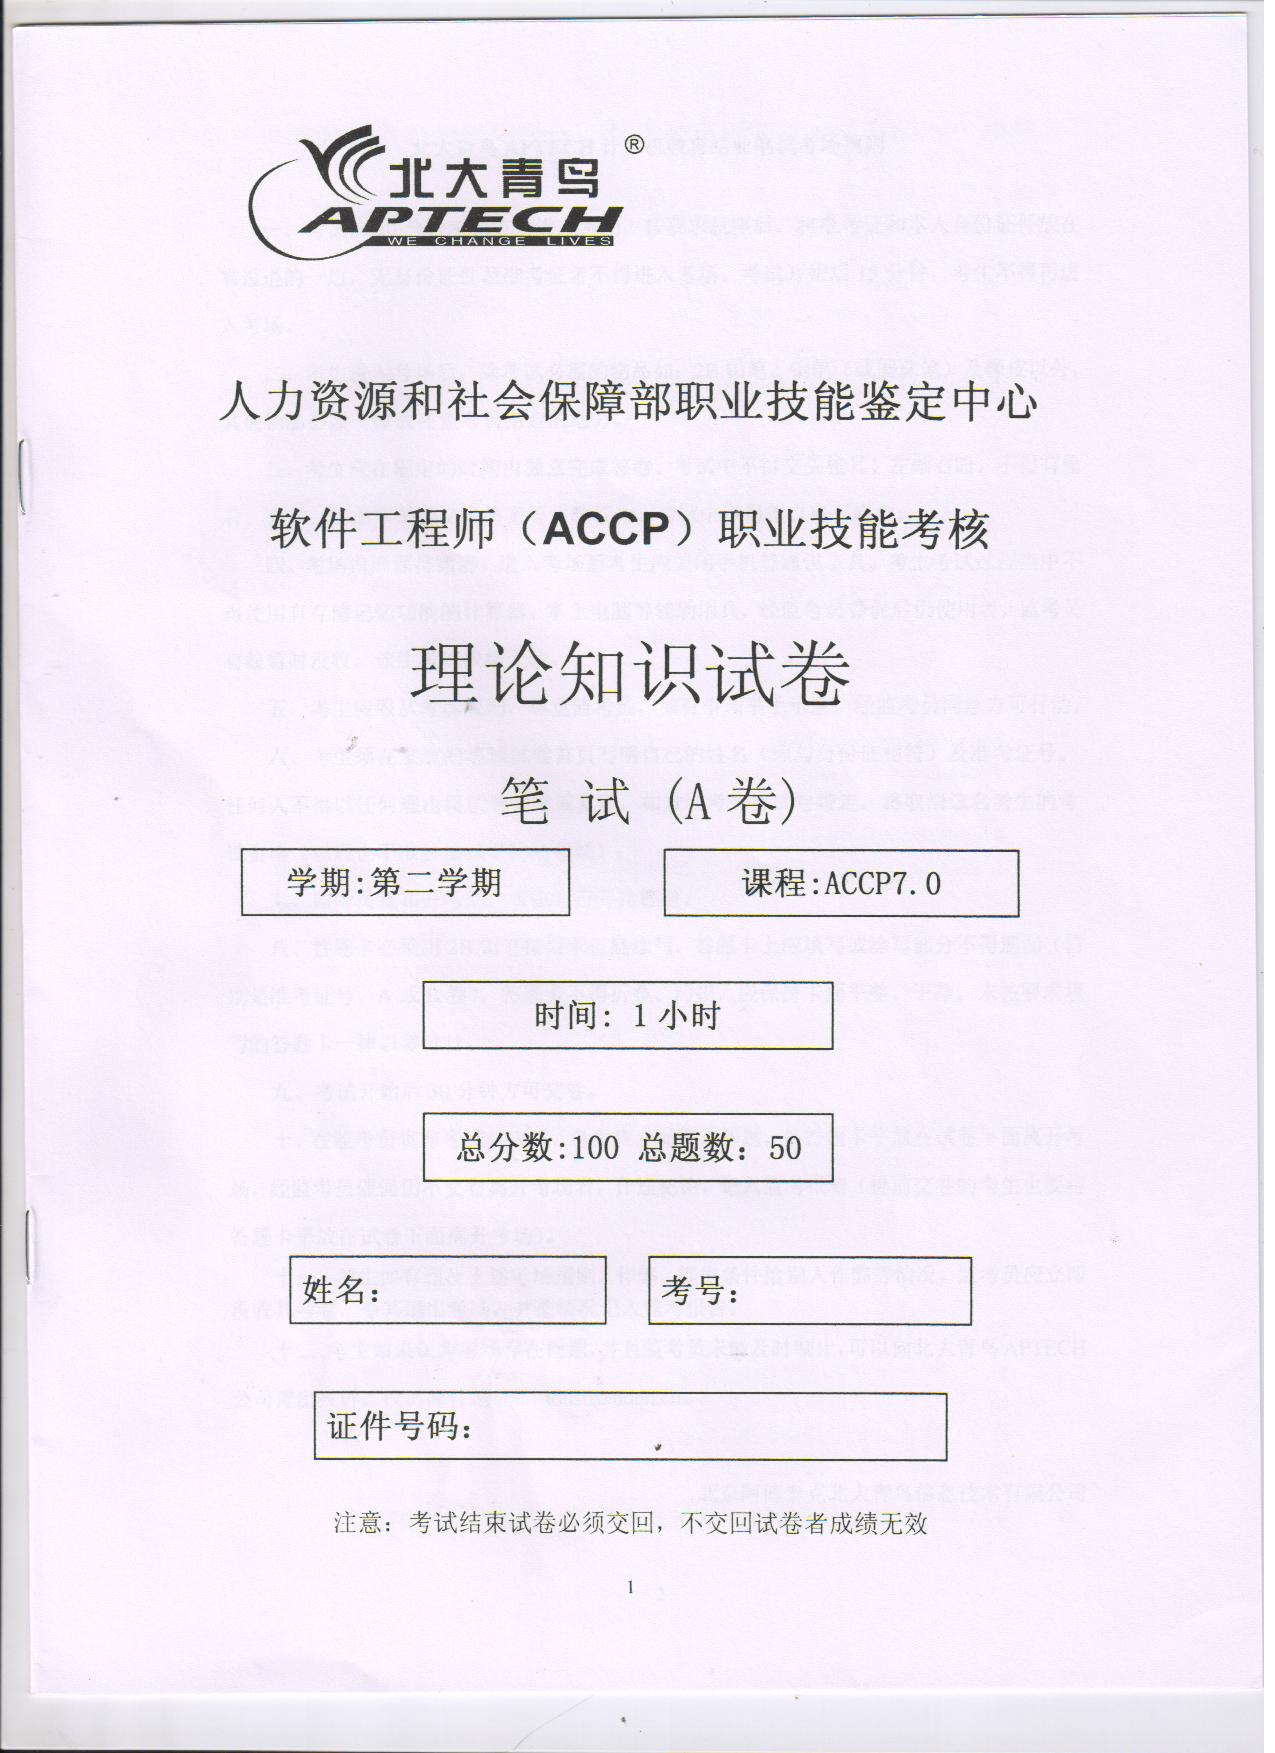 北大青鸟®
APTECH
WE CHANGE LIVES
人力资源和社会保障部职业技能鉴定中心
软件工程师（ACCP）职业技能考核
理论知识试卷
笔 试 (A 卷)
学期:第二学期
课程:ACCP7.0
时间: 1 小时
总分数:100 总题数: 50
姓名:
考号:
证件号码:
注意: 考试结束试卷必须交回，不交回试卷者成绩无效
1